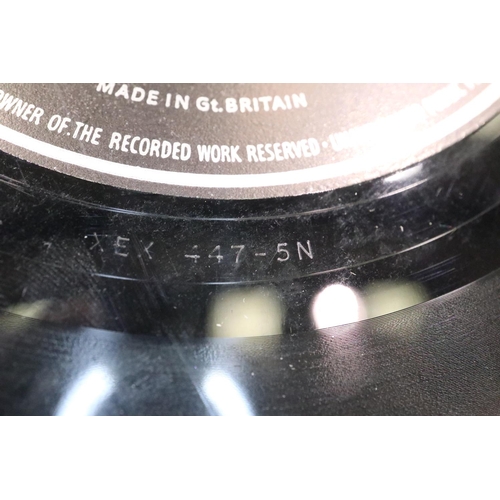 MADE IN Gt. BRITAIN
OWNER OF. THE RECORDED WORK RESERVED ·
XEX 447-5N